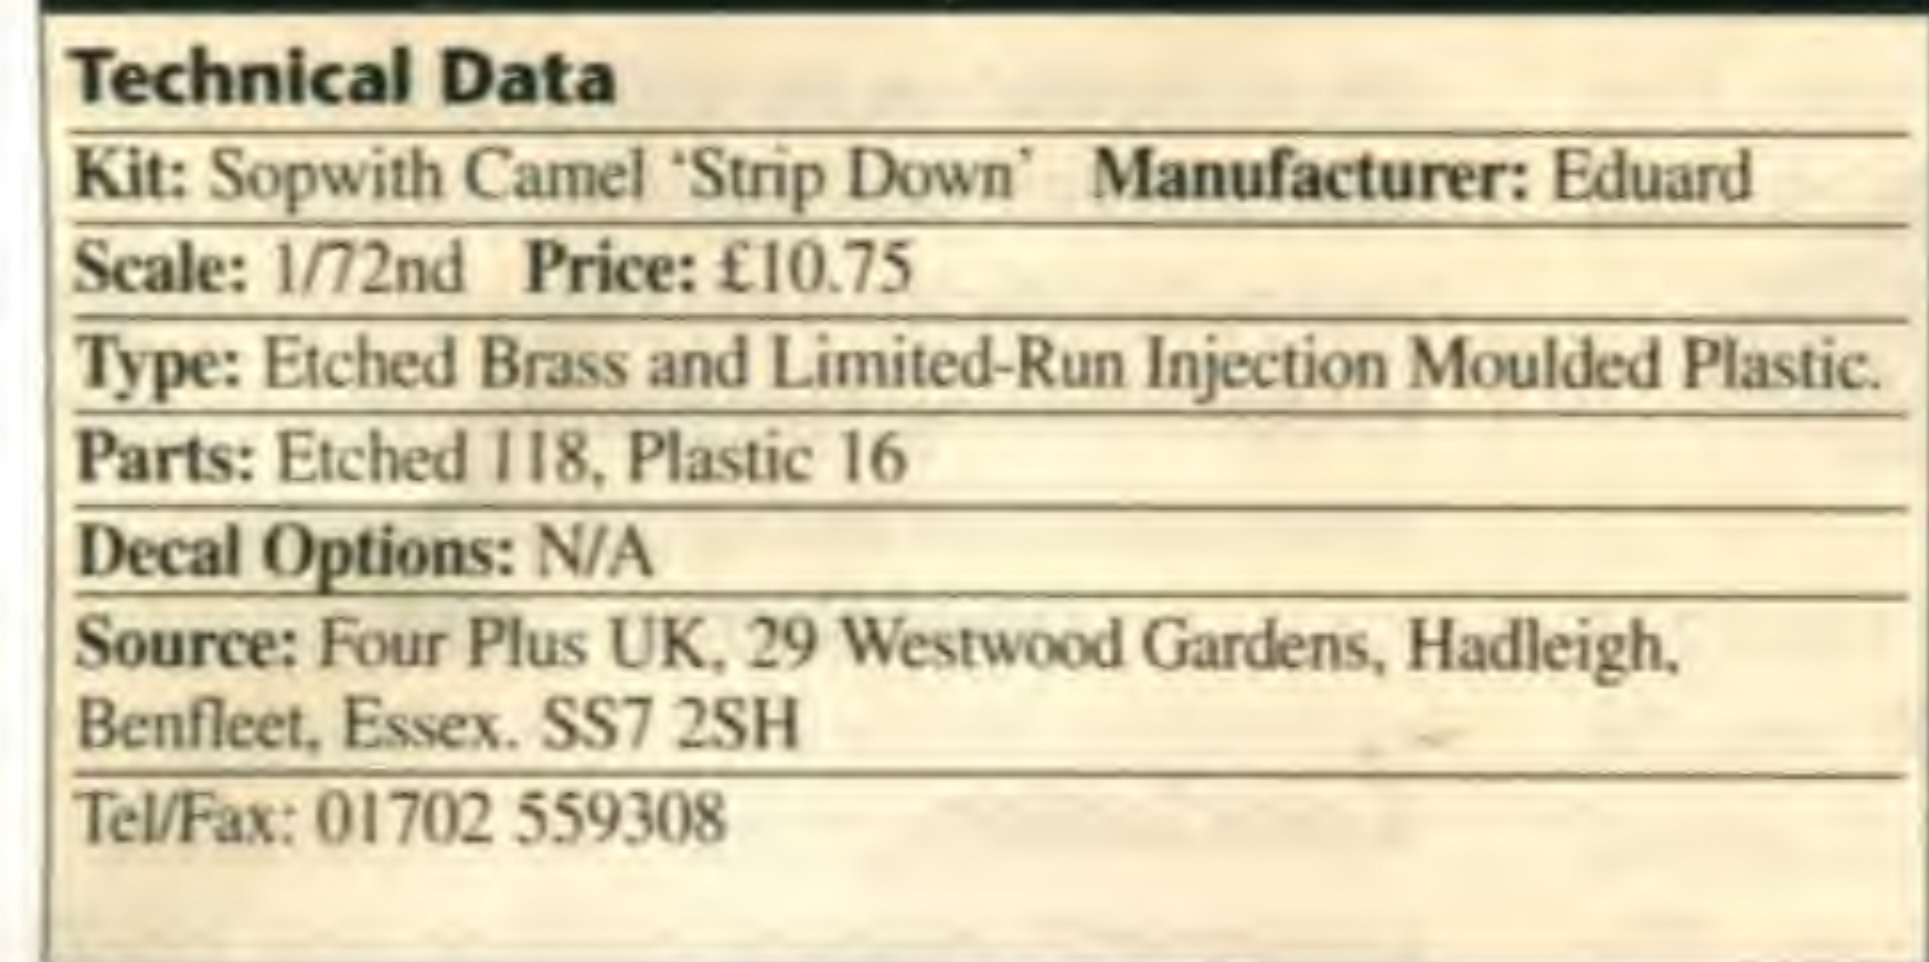 Technical Data
Kit: Sopwith Camel ‘Strip Down’ Manufacturer: Eduard
Scale: 1/72nd Price: £10.75
Type: Etched Brass and Limited-Run Injection Moulded Plastic.
Parts: Etched 118, Plastic 16
Decal Options: N/A
Source: Four Plus UK, 29 Westwood Gardens, Hadleigh,
Benfleet, Essex. SS7 2SH
Tel/Fax: 01702 559308